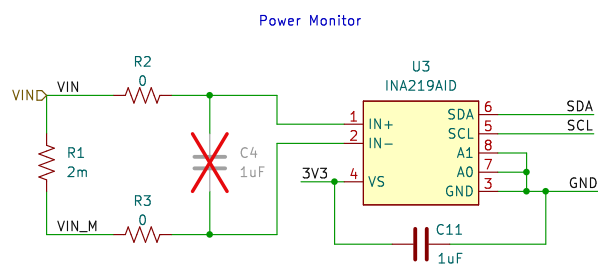 Power Monitor
R2
0
VIN
VIN
R1
2m
C4
1uF
R3
0
VIN_M
U3
INA219AID
1
IN+
2
IN-
3V3
4
VS
SDA
6
SDA
SCL
5
SCL
A1
8
A0
7
GND
3
GND
C11
1uF